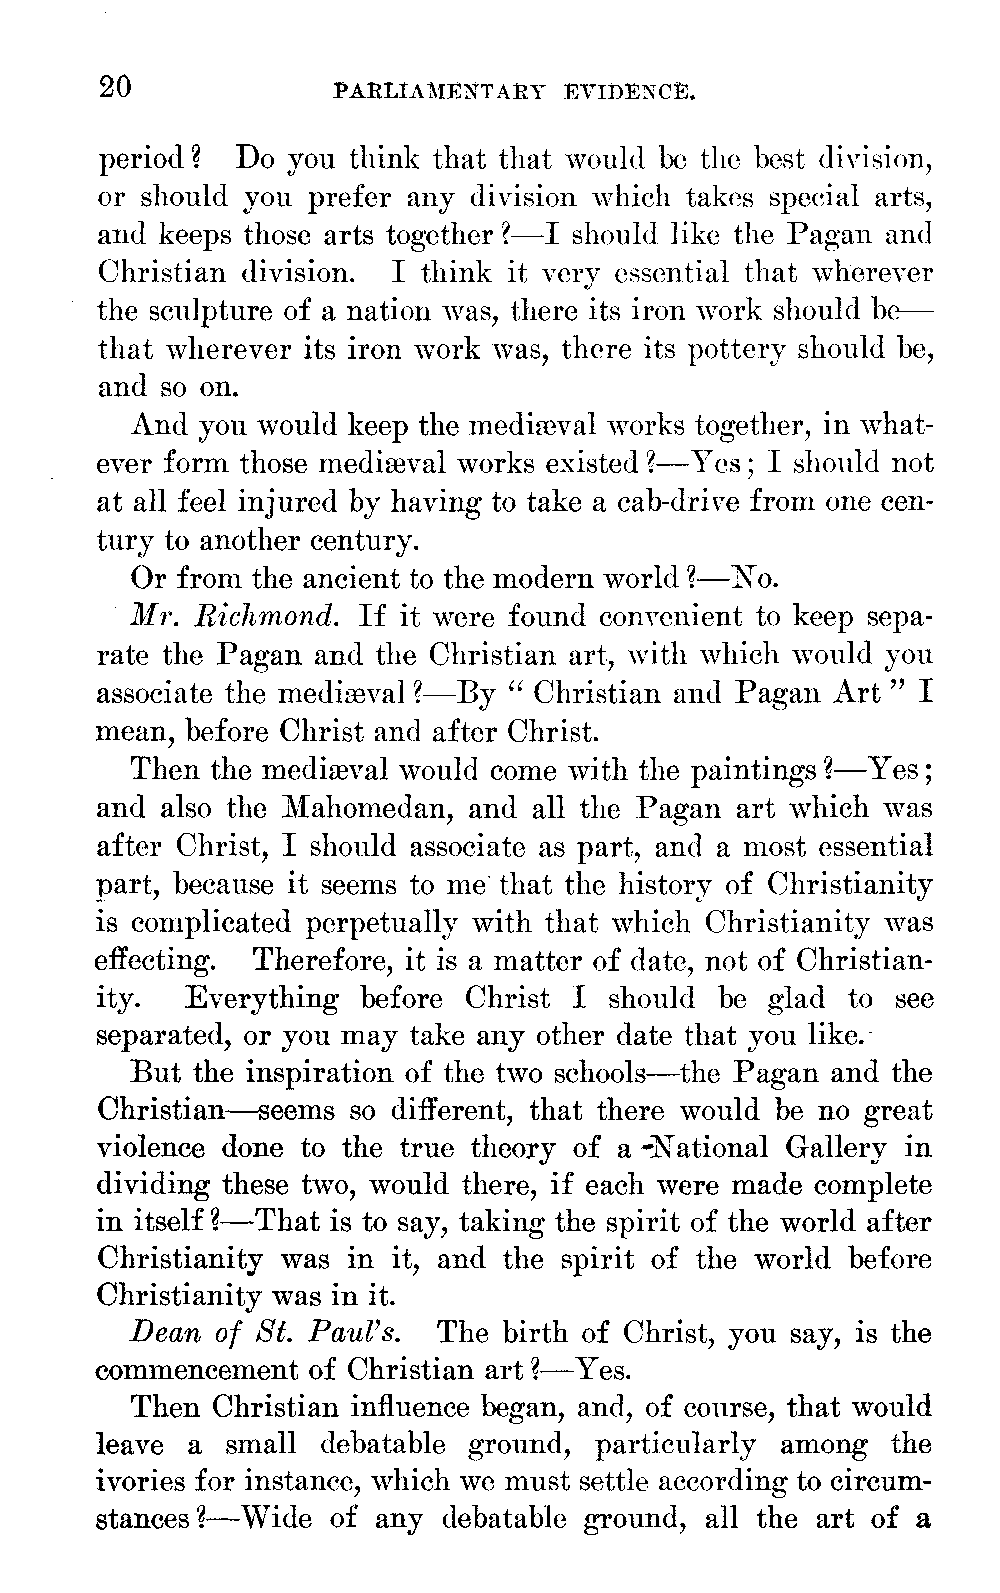 20 PARLIAMENTARY EVIDENCE.
period? Do you think that that would be the best division,
or should you prefer any division which takes special arts,
and keeps those arts together?—I should like the Pagan and
Christian division. I think it very essential that wherever
the sculpture of a nation was, there its iron work should be—
that wherever its iron work was, there its pottery should be,
and so on.
And you would keep the mediæval works together, in what-
ever form those mediæval works existed?—Yes; I should not
at all feel injured by having to take a cab-drive from one cen-
tury to another century.
Or from the ancient to the modern world?—No.
Mr. Richmond. If it were found convenient to keep sepa-
rate the Pagan and the Christian art, with which would you
associate the mediæval?—By “ Christian and Pagan Art ” I
mean, before Christ and after Christ.
Then the mediæval would come with the paintings?—Yes;
and also the Mahomedan, and all the Pagan art which was
after Christ, I should associate as part, and a most essential
part, because it seems to me that the history of Christianity
is complicated perpetually with that which Christianity was
effecting. Therefore, it is a matter of date, not of Christian-
ity. Everything before Christ I should be glad to see
separated, or you may take any other date that you like.
But the inspiration of the two schools—the Pagan and the
Christian—seems so different, that there would be no great
violence done to the true theory of a National Gallery in
dividing these two, would there, if each were made complete
in itself?—That is to say, taking the spirit of the world after
Christianity was in it, and the spirit of the world before
Christianity was in it.
Dean of St. Paul's. The birth of Christ, you say, is the
commencement of Christian art?—Yes.
Then Christian influence began, and, of course, that would
leave a small debatable ground, particularly among the
ivories for instance, which we must settle according to circum-
stances?—Wide of any debatable ground, all the art of a